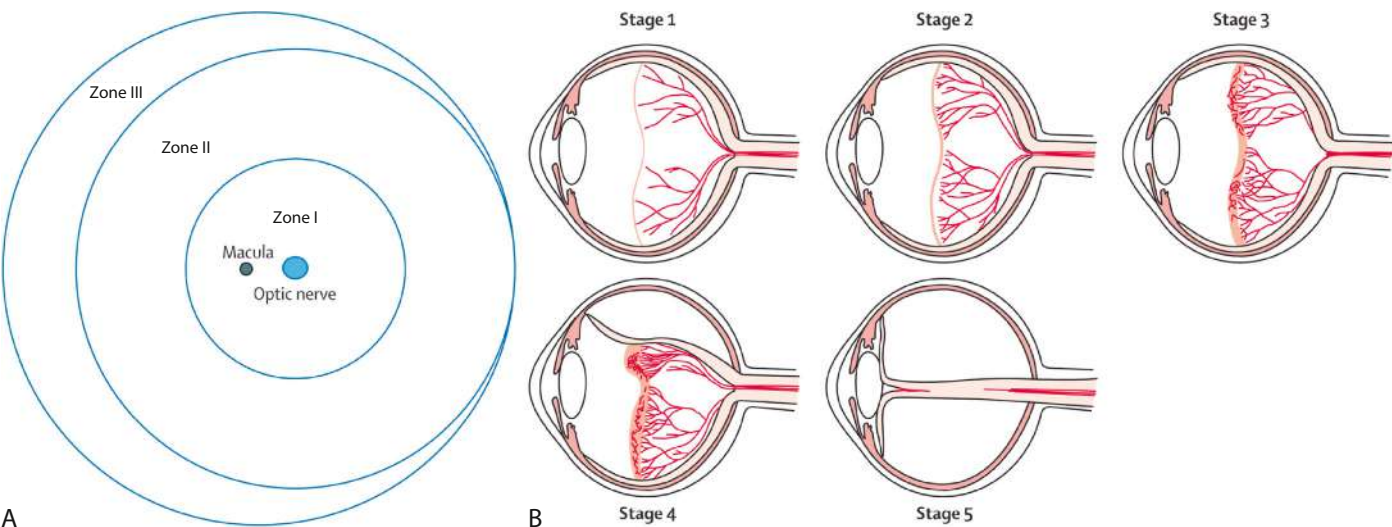 Zone III
Zone II
Zone I
Macula
Optic nerve
A
Stage 1
Stage 2
Stage 3
Stage 4
Stage 5
B